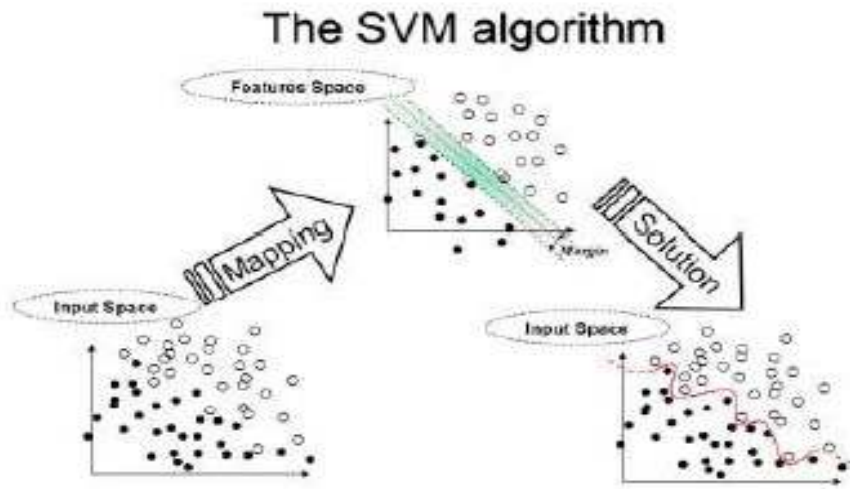 The SVM algorithm
Features Space
Margin
Mapping
Solution
Input Space
Input Space